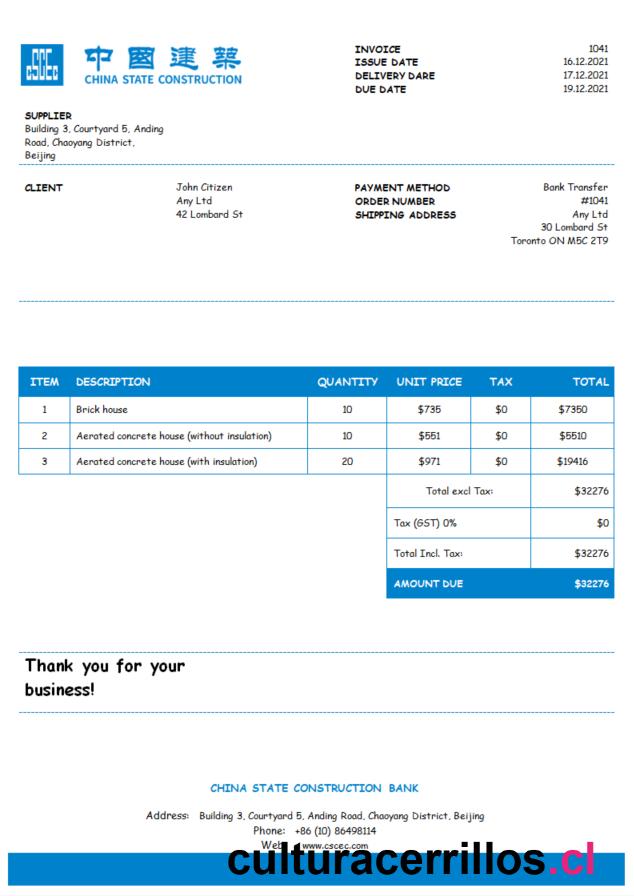 CSCEC
中國建築
CHINA STATE CONSTRUCTION
INVOICE 1041
ISSUE DATE 16.12.2021
DELIVERY DARE 17.12.2021
DUE DATE 19.12.2021
SUPPLIER
Building 3, Courtyard 5, Anding
Road, Chaoyang District,
Beijing
CLIENT
John Citizen
Any Ltd
42 Lombard St
PAYMENT METHOD Bank Transfer
ORDER NUMBER #1041
SHIPPING ADDRESS Any Ltd
30 Lombard St
Toronto ON M5C 2T9
ITEM DESCRIPTION QUANTITY UNIT PRICE TAX TOTAL
1 Brick house 10 $735 $0 $7350
2 Aerated concrete house (without insulation) 10 $551 $0 $5510
3 Aerated concrete house (with insulation) 20 $971 $0 $19416
Total excl Tax: $32276
Tax (GST) 0% $0
Total Incl. Tax: $32276
AMOUNT DUE $32276
Thank you for your
business!
CHINA STATE CONSTRUCTION BANK
Address: Building 3, Courtyard 5, Anding Road, Chaoyang District, Beijing
Phone: +86 (10) 86498114
www.cscec.com
culturacerrillos.cl